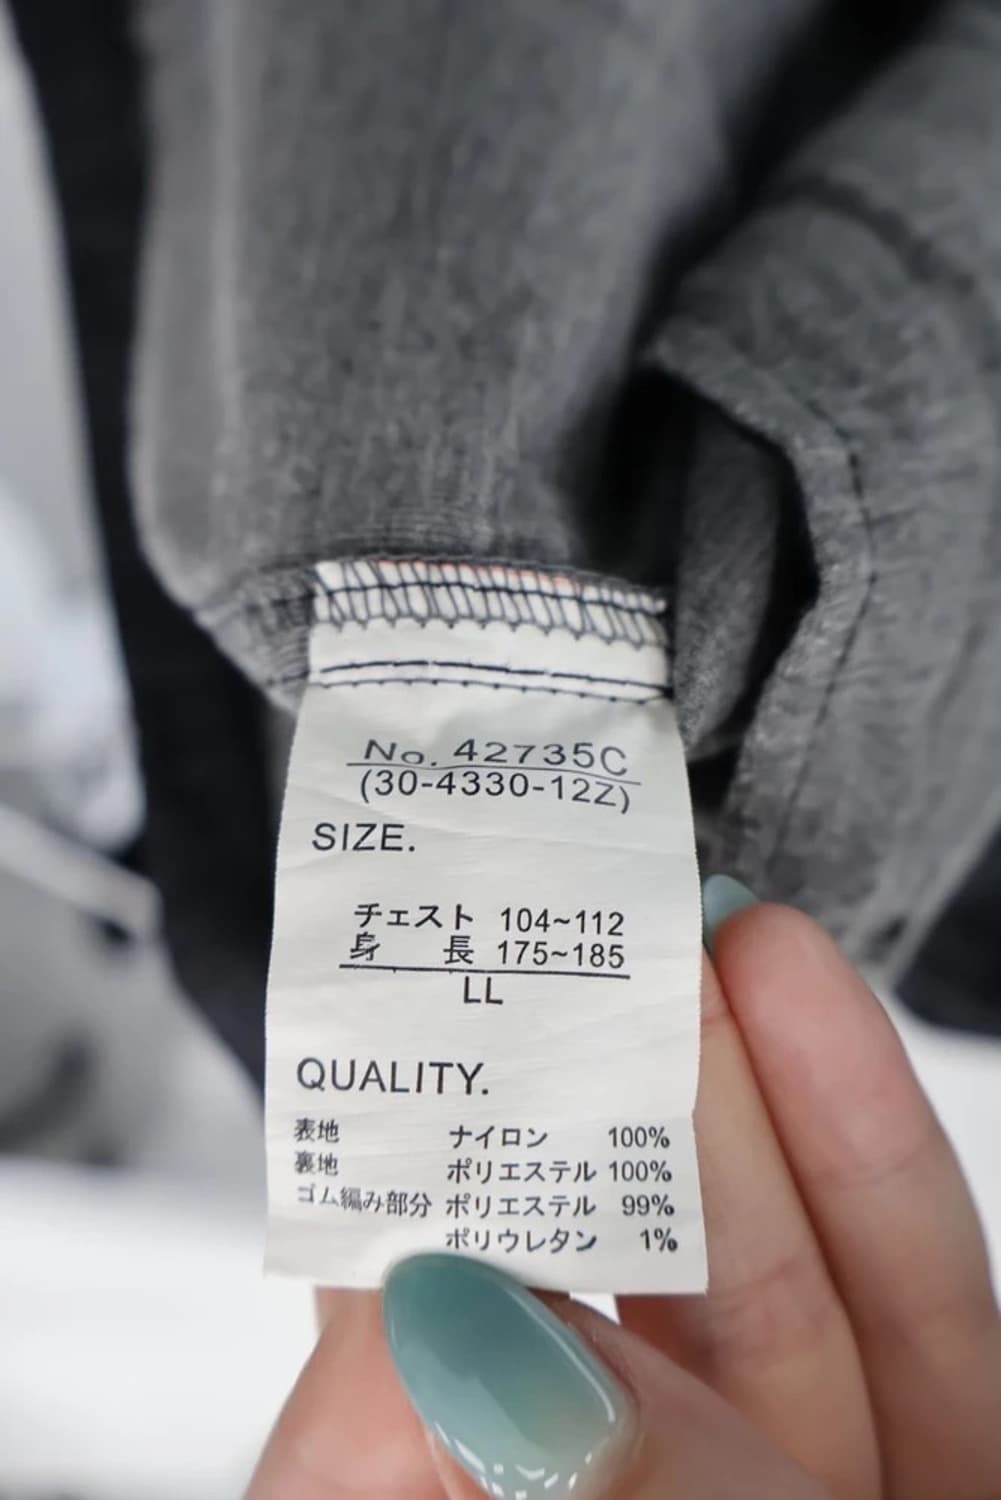 No. 42735C
(30-4330-12Z)
SIZE.
チェスト 104~112
身 長 175~185
LL
QUALITY.
表地 ナイロン 100%
裏地 ポリエステル 100%
ゴム編み部分 ポリエステル 99%
ポリウレタン 1%